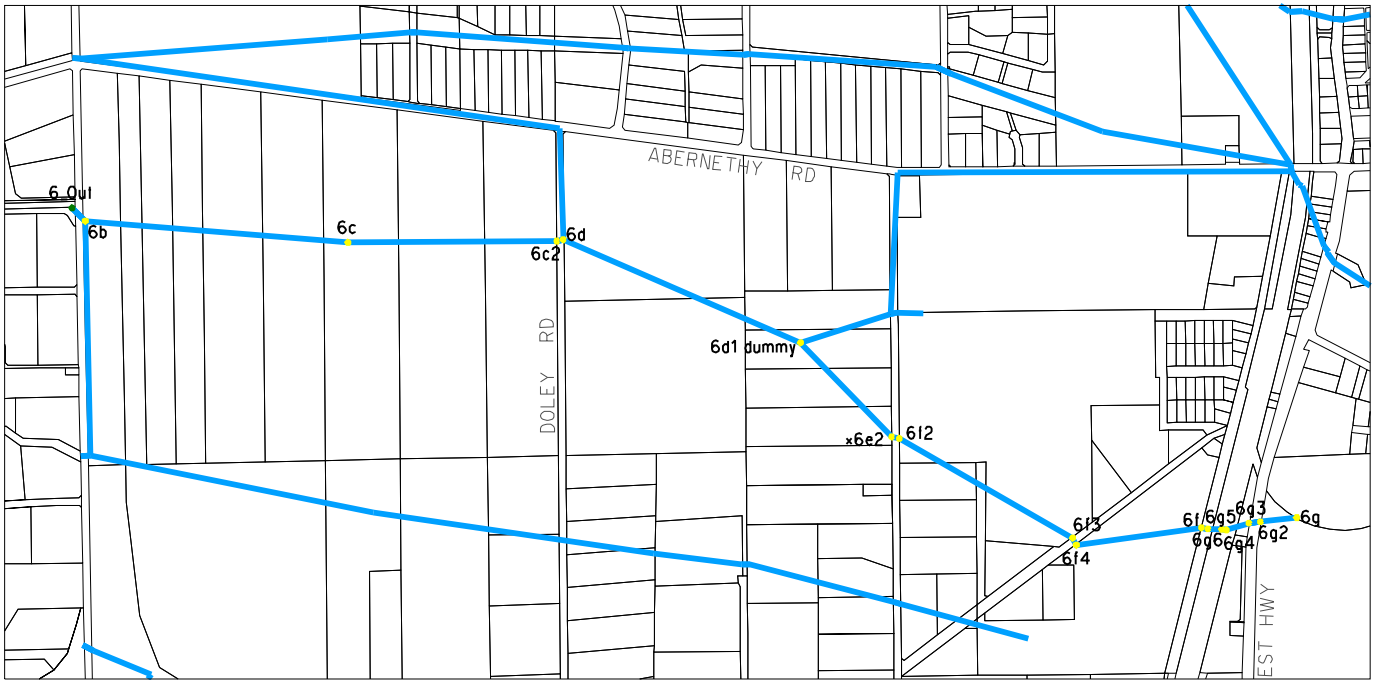 ABERNETHY RD
6 Out
6b
6c
6d
6c2
DOLEY RD
6d1 dummy
×6e2
6f2
6f3
6f4
6f
6g5
6g3
6g
6g6
6g4
6g2
EST HWY